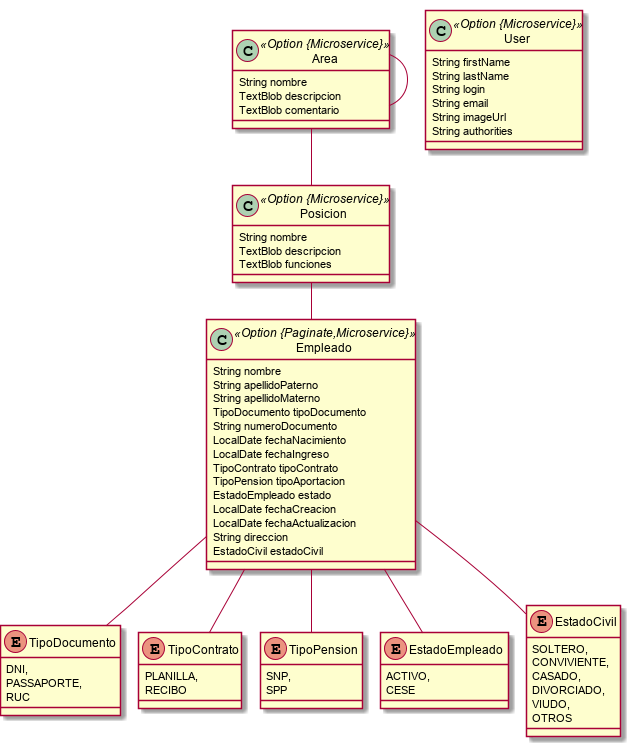 C «Option {Microservice}»
Area
String nombre
TextBlob descripcion
TextBlob comentario
C «Option {Microservice}»
User
String firstName
String lastName
String login
String email
String imageUrl
String authorities
C «Option {Microservice}»
Posicion
String nombre
TextBlob descripcion
TextBlob funciones
C «Option {Paginate,Microservice}»
Empleado
String nombre
String apellidoPaterno
String apellidoMaterno
TipoDocumento tipoDocumento
String numeroDocumento
LocalDate fechaNacimiento
LocalDate fechaIngreso
TipoContrato tipoContrato
TipoPension tipoAportacion
EstadoEmpleado estado
LocalDate fechaCreacion
LocalDate fechaActualizacion
String direccion
EstadoCivil estadoCivil
E TipoDocumento
DNI,
PASSAPORTE,
RUC
E TipoContrato
PLANILLA,
RECIBO
E TipoPension
SNP,
SPP
E EstadoEmpleado
ACTIVO,
CESE
E EstadoCivil
SOLTERO,
CONVIVIENTE,
CASADO,
DIVORCIADO,
VIUDO,
OTROS